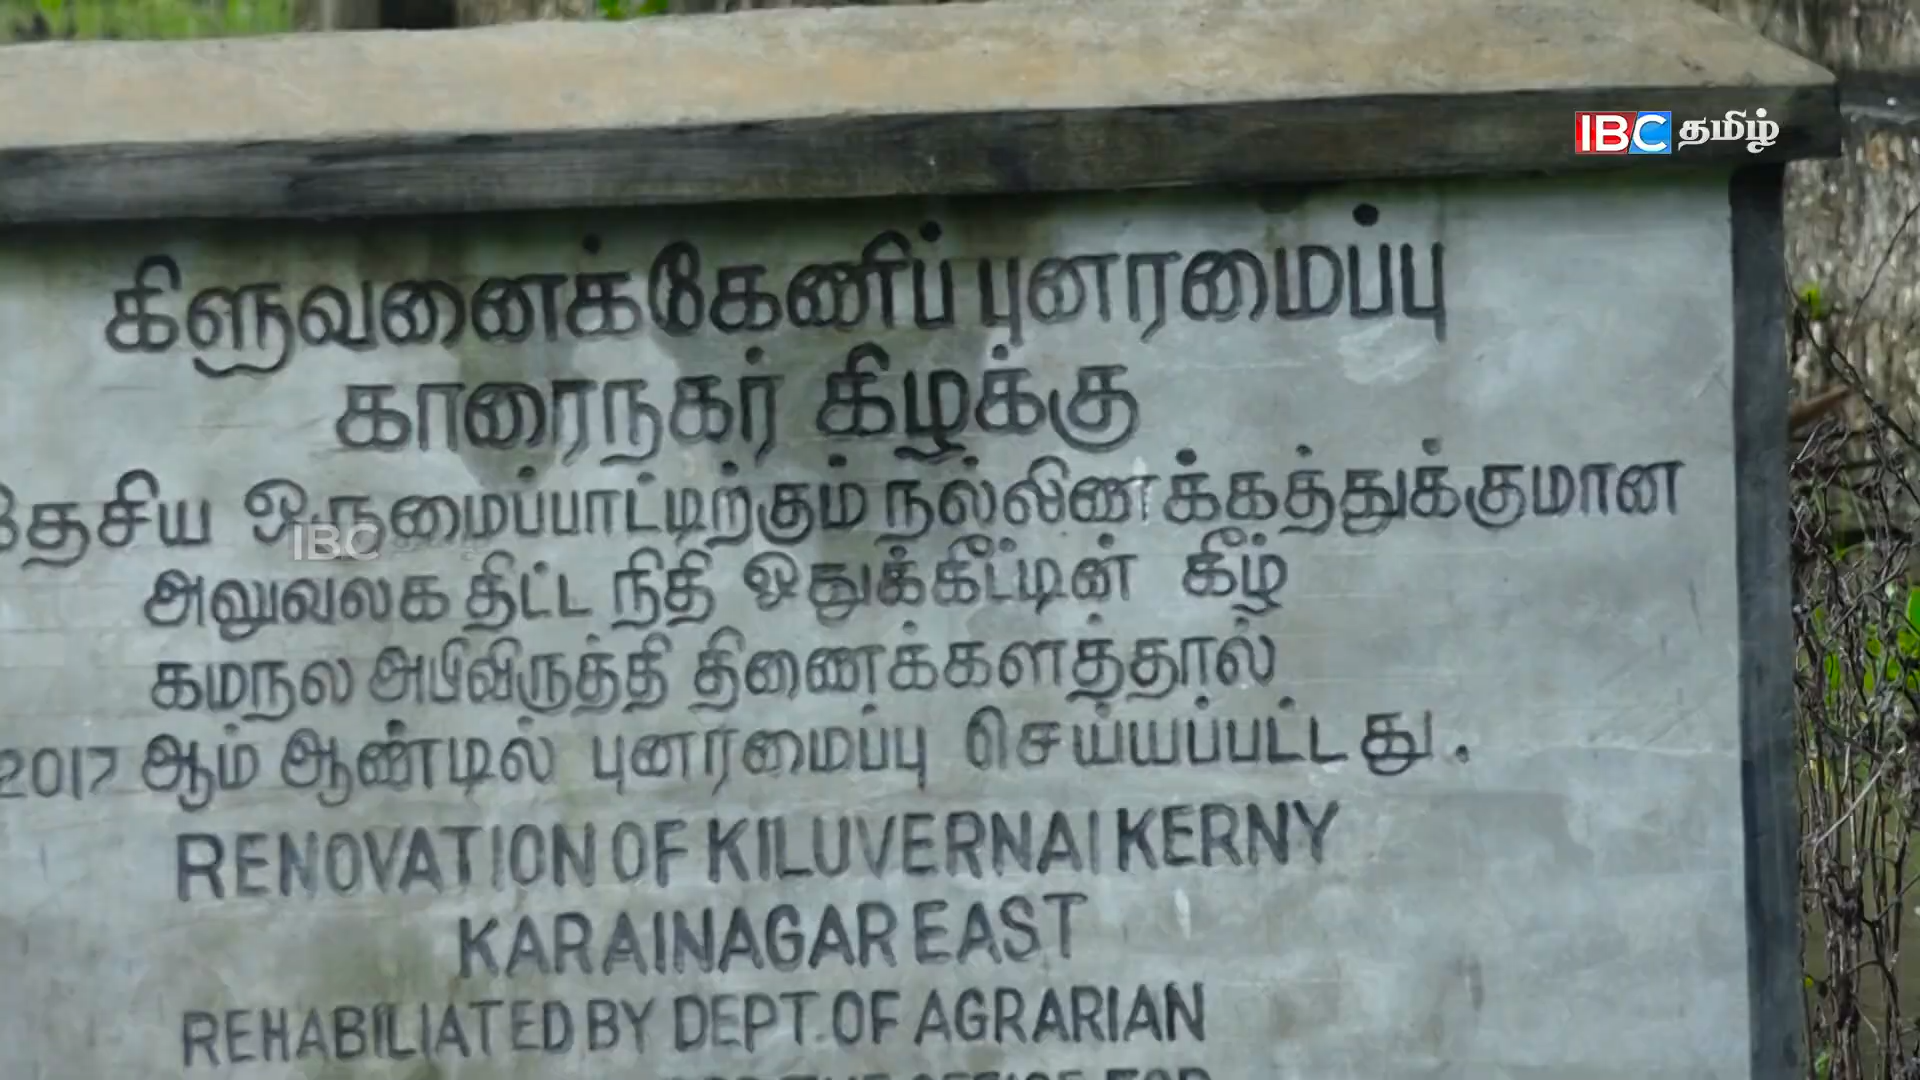 IBC தமிழ்
கிளுவனைக்கேணிப் புனரமைப்பு
காரைநகர் கிழக்கு
தேசிய ஒருமைப்பாட்டிற்கும் நல்லிணக்கத்துக்குமான
IBC
அலுவலக திட்ட நிதி ஒதுக்கீட்டின் கீழ்
கமநல அபிவிருத்தி திணைக்களத்தால்
2017 ஆம் ஆண்டில் புனரமைப்பு செய்யப்பட்டது.
RENOVATION OF KILUVERNAI KERNY
KARAINAGAR EAST
REHABILIATED BY DEPT. OF AGRARIAN